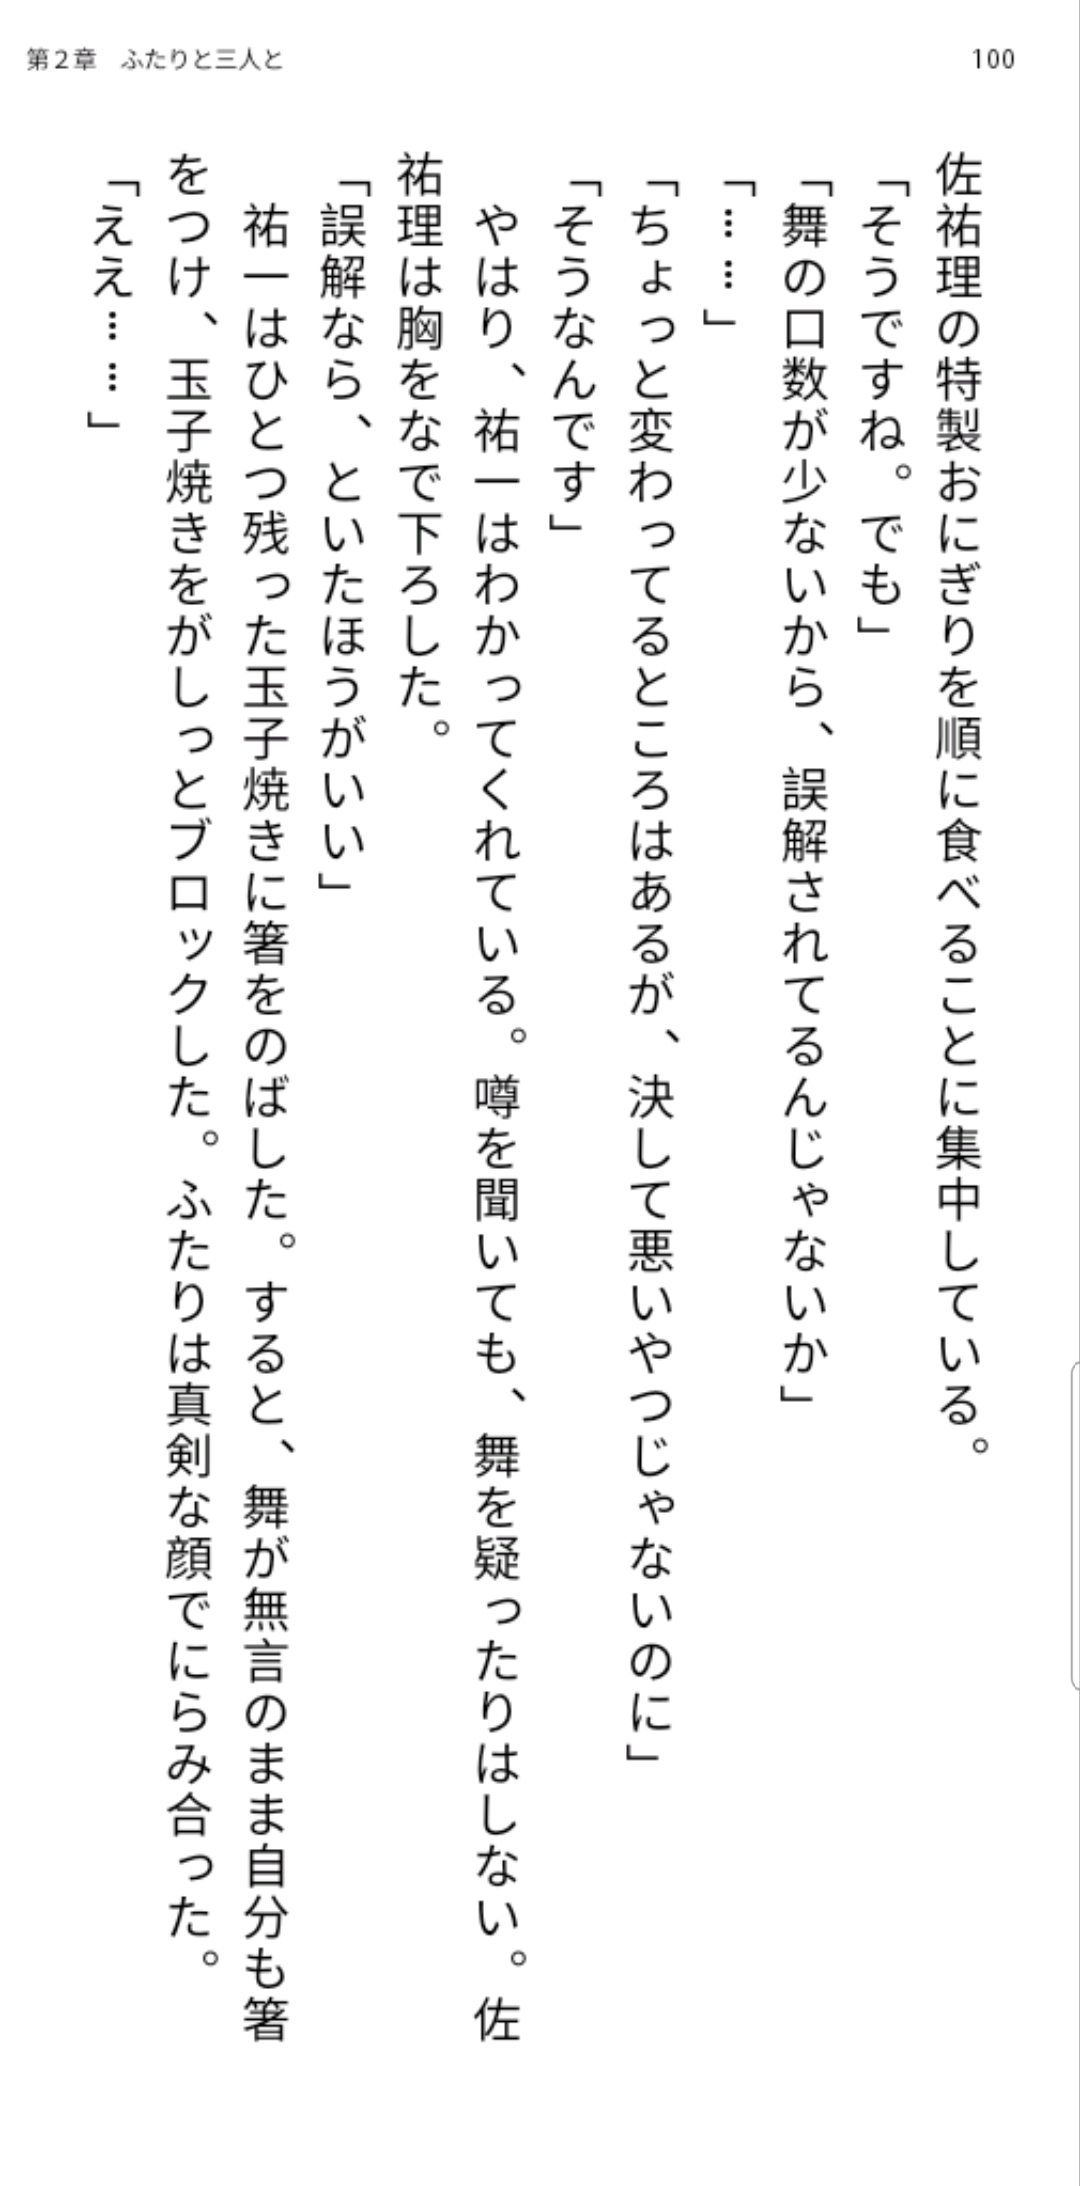 第２章　ふたりと三人と
100
佐祐理の特製おにぎりを順に食べることに集中している。
「そうですね。でも」
「舞の口数が少ないから、誤解されてるんじゃないか」
「……」
「ちょっと変わってるところはあるが、決して悪いやつじゃないのに」
「そうなんです」
　やはり、祐一はわかってくれている。噂を聞いても、舞を疑ったりはしない。佐
祐理は胸をなで下ろした。
「誤解なら、といたほうがいい」
　祐一はひとつ残った玉子焼きに箸をのばした。すると、舞が無言のまま自分も箸
をつけ、玉子焼きをがしっとブロックした。ふたりは真剣な顔でにらみ合った。
「ええ……」